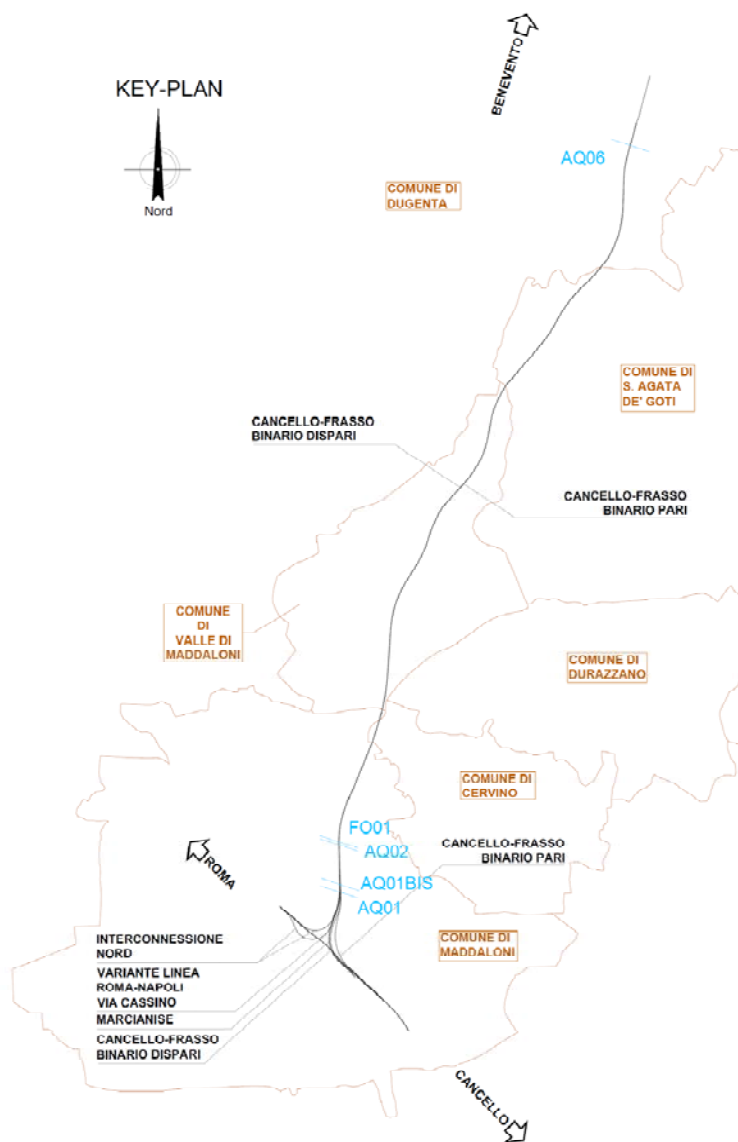 BENEVENTO
KEY-PLAN
Nord
AQ06
COMUNE DI
DUGENTA
COMUNE DI
S. AGATA
DE' GOTI
CANCELLO-FRASSO
BINARIO DISPARI
CANCELLO-FRASSO
BINARIO PARI
COMUNE
DI
VALLE DI
MADDALONI
COMUNE DI
DURAZZANO
COMUNE DI
CERVINO
FO01
AQ02
CANCELLO-FRASSO
BINARIO PARI
ROMA
AQ01BIS
AQ01
COMUNE DI
MADDALONI
INTERCONNESSIONE
NORD
VARIANTE LINEA
ROMA-NAPOLI
VIA CASSINO
MARCIANISE
CANCELLO-FRASSO
BINARIO DISPARI
CANCELLO